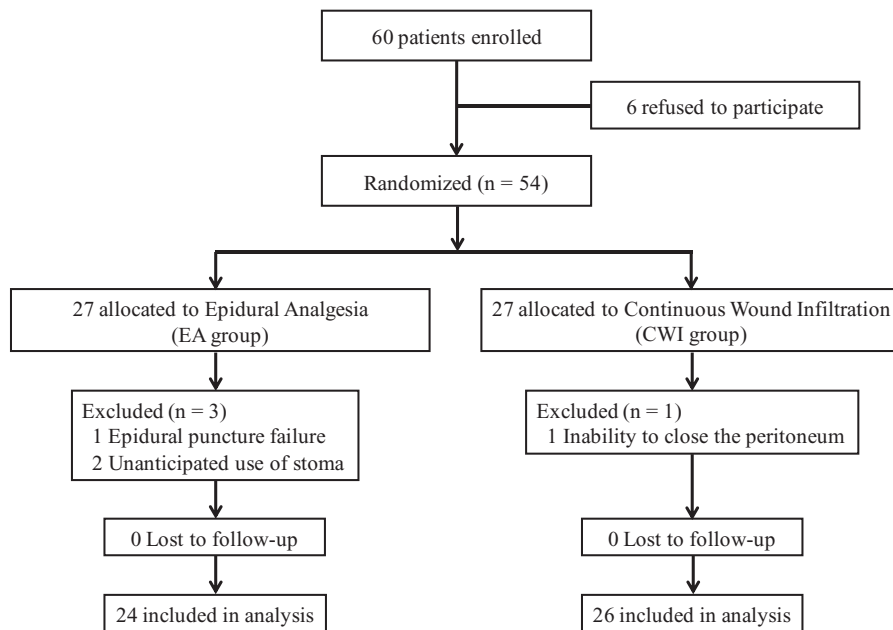 60 patients enrolled
6 refused to participate
Randomized (n = 54)
27 allocated to Epidural Analgesia
(EA group)
27 allocated to Continuous Wound Infiltration
(CWI group)
Excluded (n = 3)
1 Epidural puncture failure
2 Unanticipated use of stoma
Excluded (n = 1)
1 Inability to close the peritoneum
0 Lost to follow-up
0 Lost to follow-up
24 included in analysis
26 included in analysis